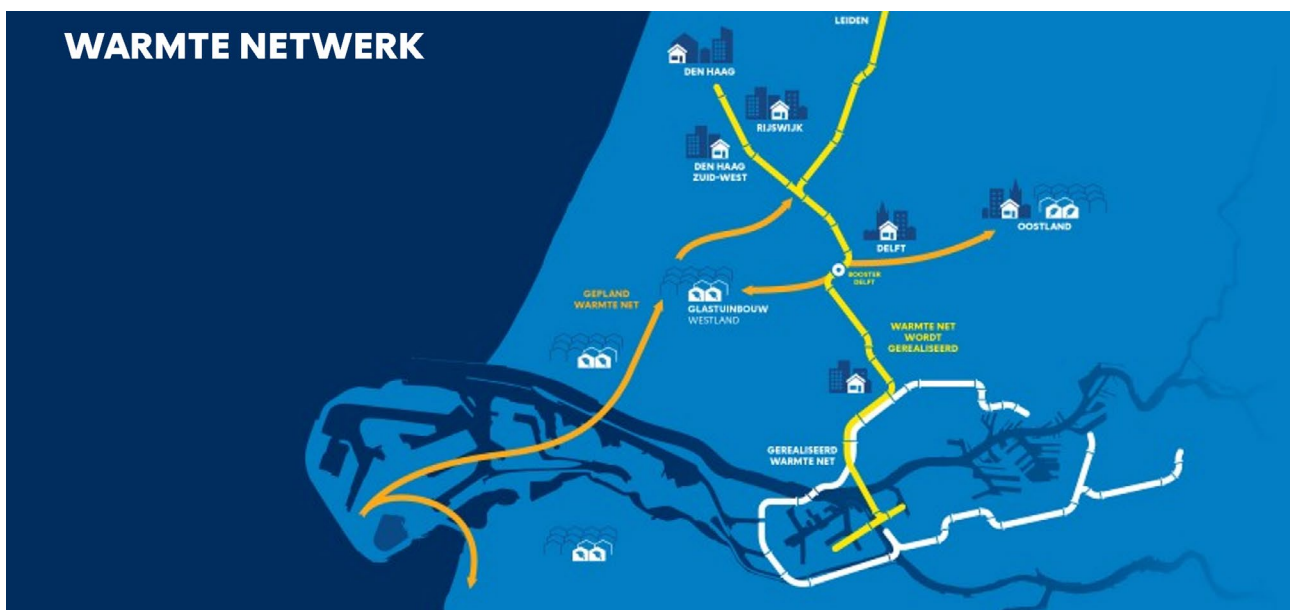 WARMTE NETWERK
LEIDEN
DEN HAAG
RIJSWIJK
DEN HAAG
ZUID-WEST
DELFT
OOSTLAND
BOOSTER
DELFT
GEPLAND
WARMTE NET
GLASTUINBOUW
WESTLAND
WARMTE NET
WORDT
GEREALISEERD
GEREALISEERD
WARMTE NET